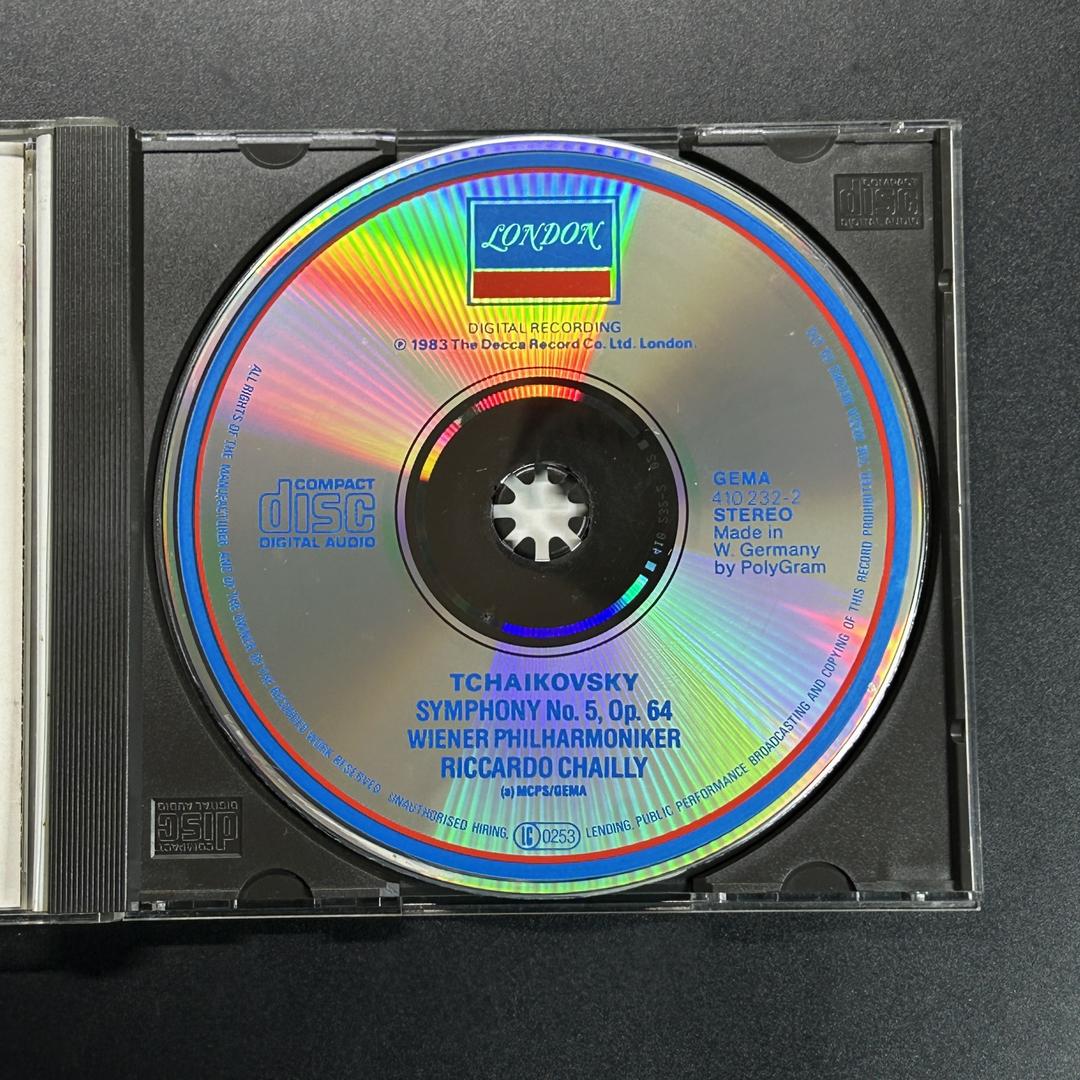 LONDON
DIGITAL RECORDING
℗ 1983 The Decca Record Co. Ltd. London.
COMPACT
disc
DIGITAL AUDIO
GEMA
410 232-2
STEREO
Made in
W. Germany
by PolyGram
TCHAIKOVSKY
SYMPHONY No. 5, Op. 64
WIENER PHILHARMONIKER
RICCARDO CHAILLY
(a) MCPS/GEMA
LC 0253
ALL RIGHTS OF THE MANUFACTURER AND OF THE OWNER OF THE RECORDED WORK RESERVED. UNAUTHORISED HIRING, LENDING, PUBLIC PERFORMANCE BROADCASTING AND COPYING OF THIS RECORD PROHIBITED.
COMPACT
disc
DIGITAL AUDIO
COMPACT
disc
DIGITAL AUDIO